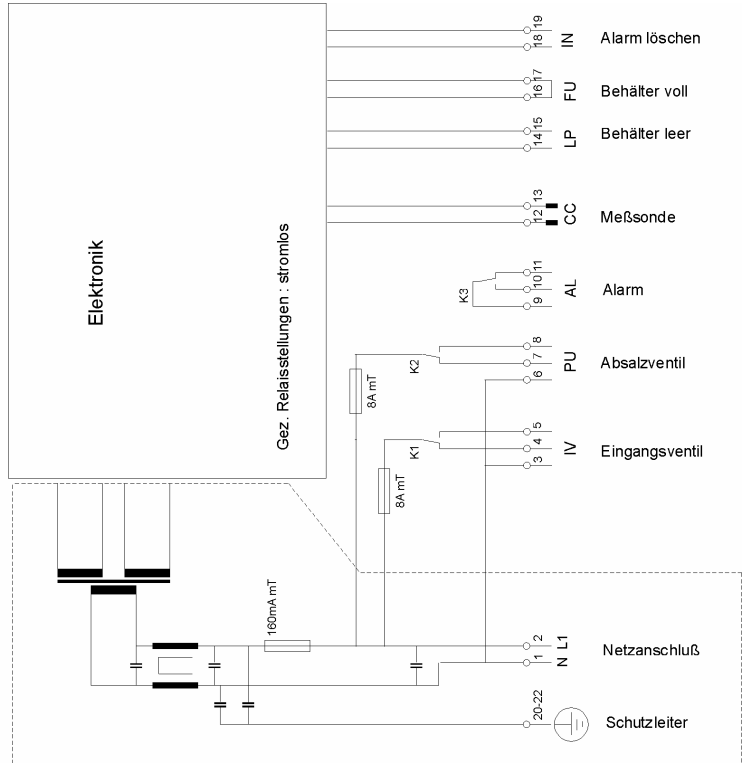 19
18
IN
Alarm löschen
17
16
FU
Behälter voll
15
14
LP
Behälter leer
13
12
CC
Meßsonde
11
10
9
AL
Alarm
K3
8
7
6
PU
Absalzventil
K2
8A mT
5
4
3
IV
Eingangsventil
K1
8A mT
Elektronik
Gez. Relaisstellungen : stromlos
160mA mT
2
1
L1
N
Netzanschluß
20-22
Schutzleiter